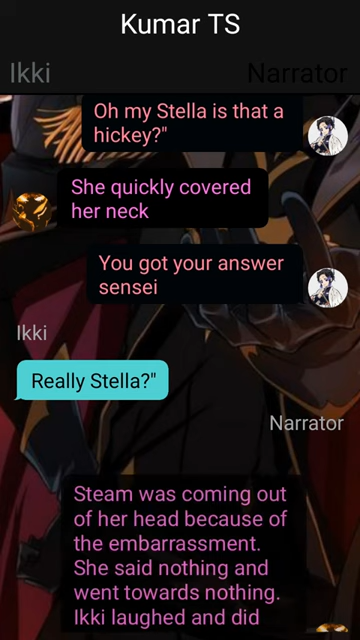 Kumar TS
Ikki
Narrator
Oh my Stella is that a
hickey?"
She quickly covered
her neck
You got your answer
sensei
Ikki
Really Stella?"
Narrator
Steam was coming out
of her head because of
the embarrassment.
She said nothing and
went towards nothing.
Ikki laughed and did